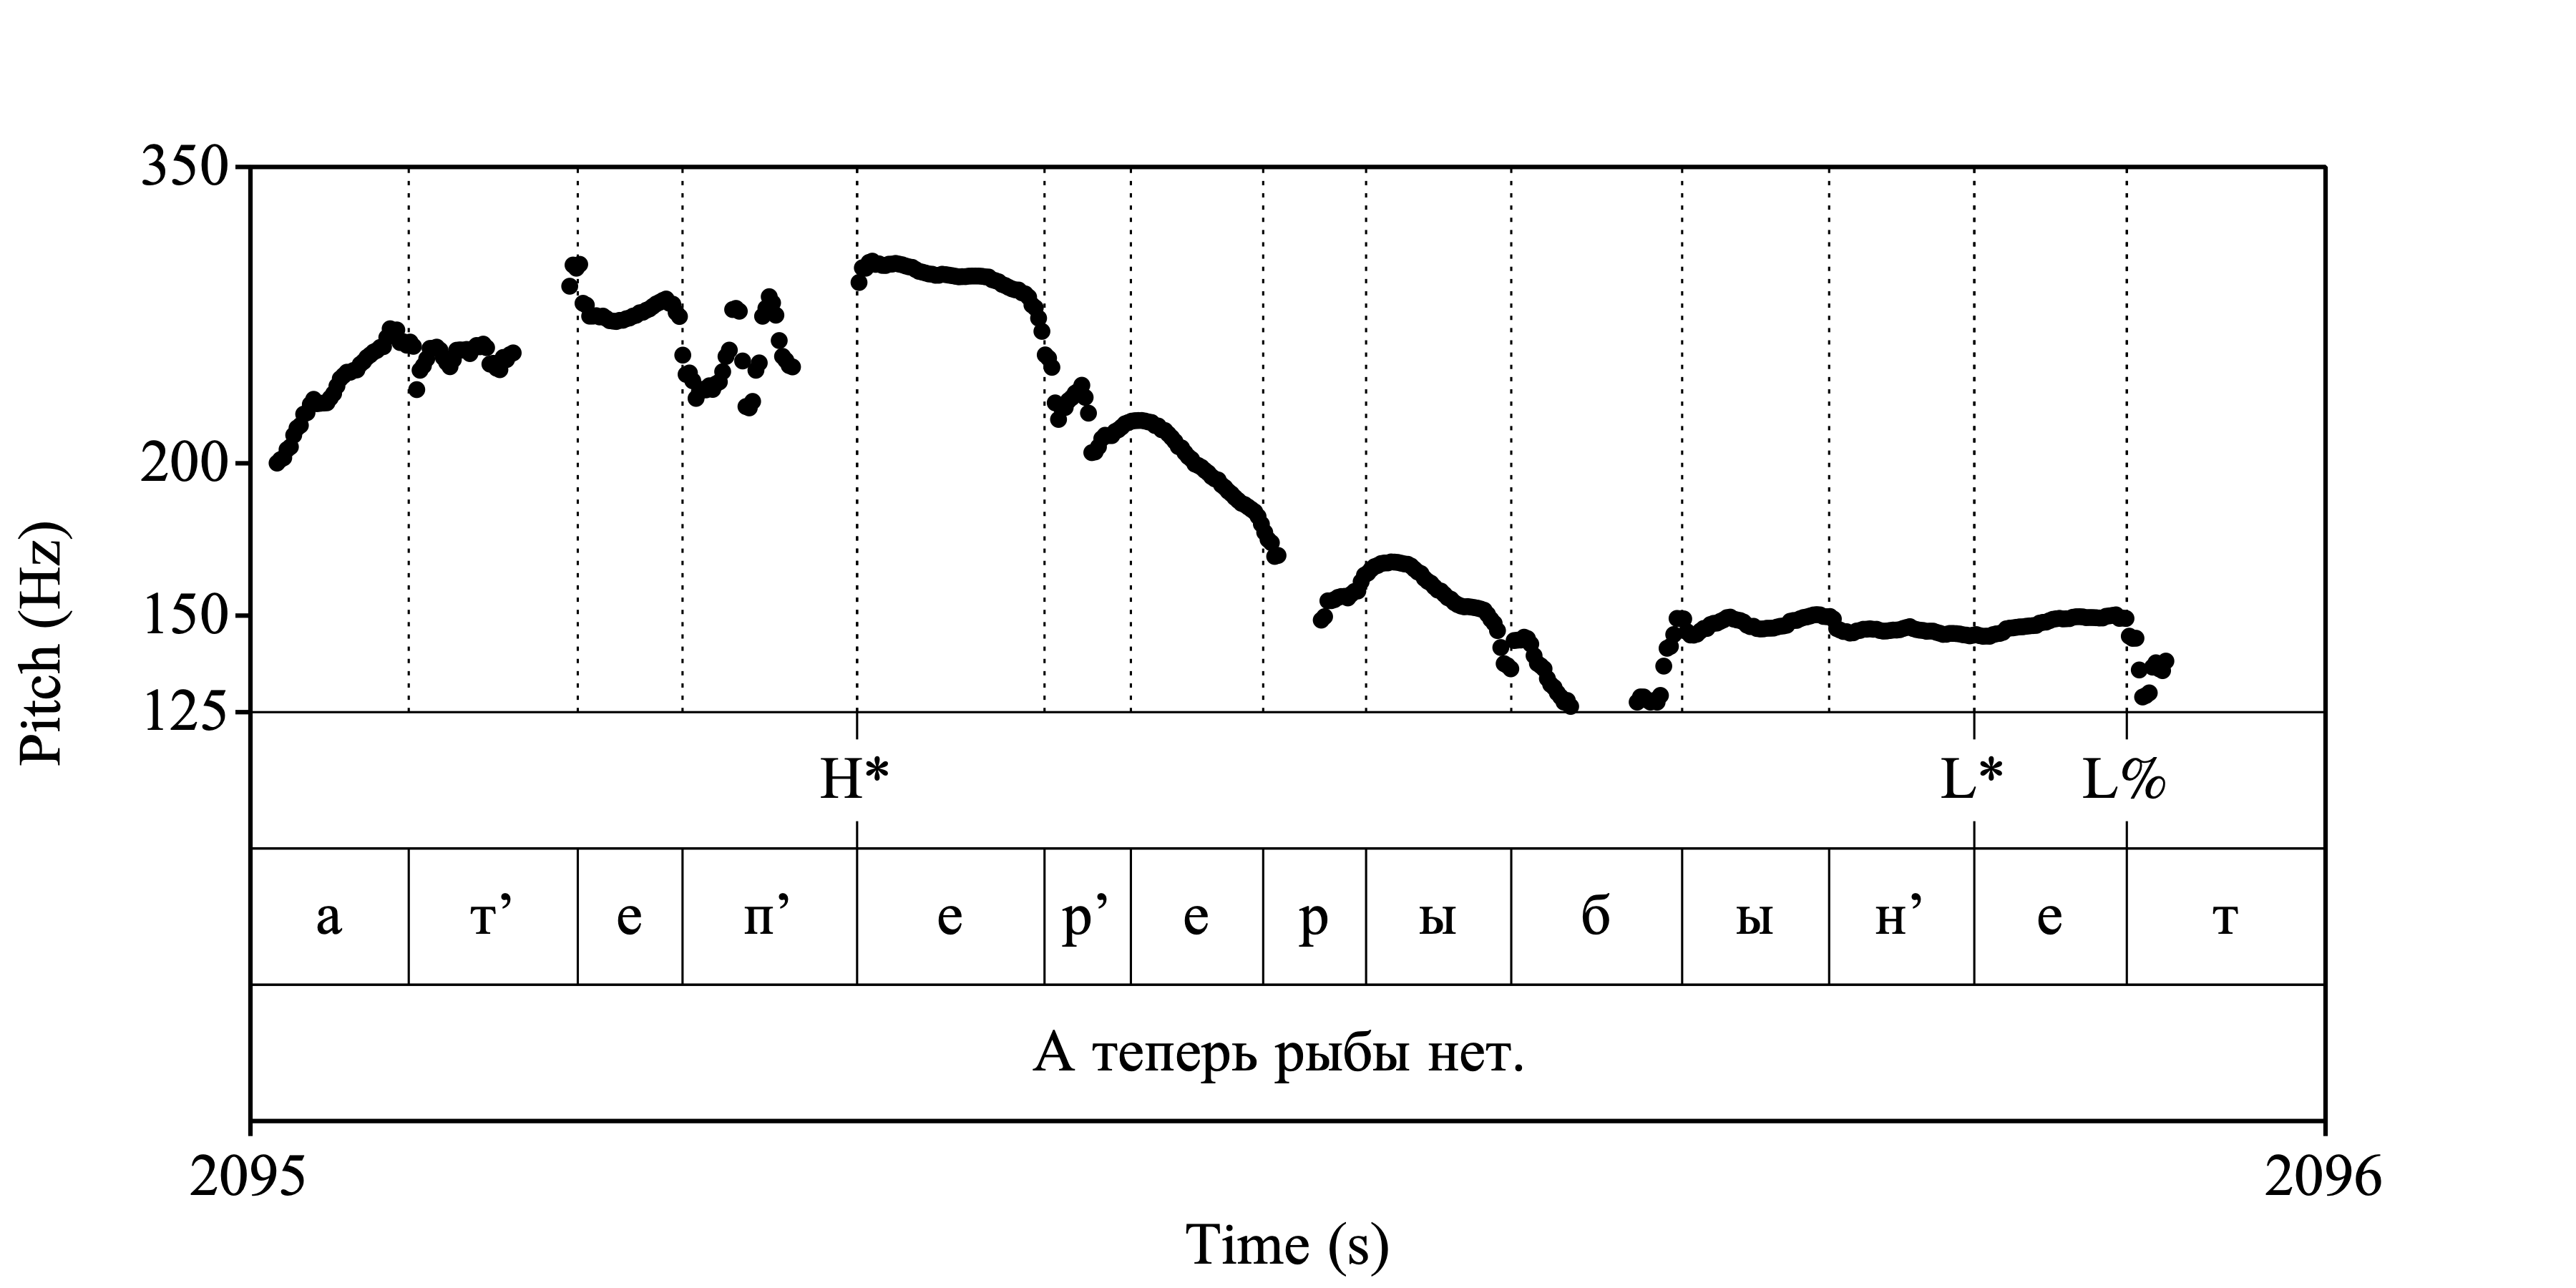 350
200
150
125
Pitch (Hz)
H* L* L%
а т’ е п’ е р’ е р ы б ы н’ е т
А теперь рыбы нет.
2095 2096
Time (s)